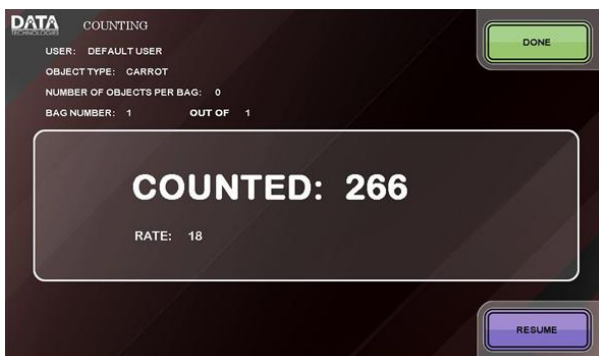 DATA COUNTING
TECHNOLOGIES
DONE
USER: DEFAULT USER
OBJECT TYPE: CARROT
NUMBER OF OBJECTS PER BAG: 0
BAG NUMBER: 1 OUT OF 1
COUNTED: 266
RATE: 18
RESUME